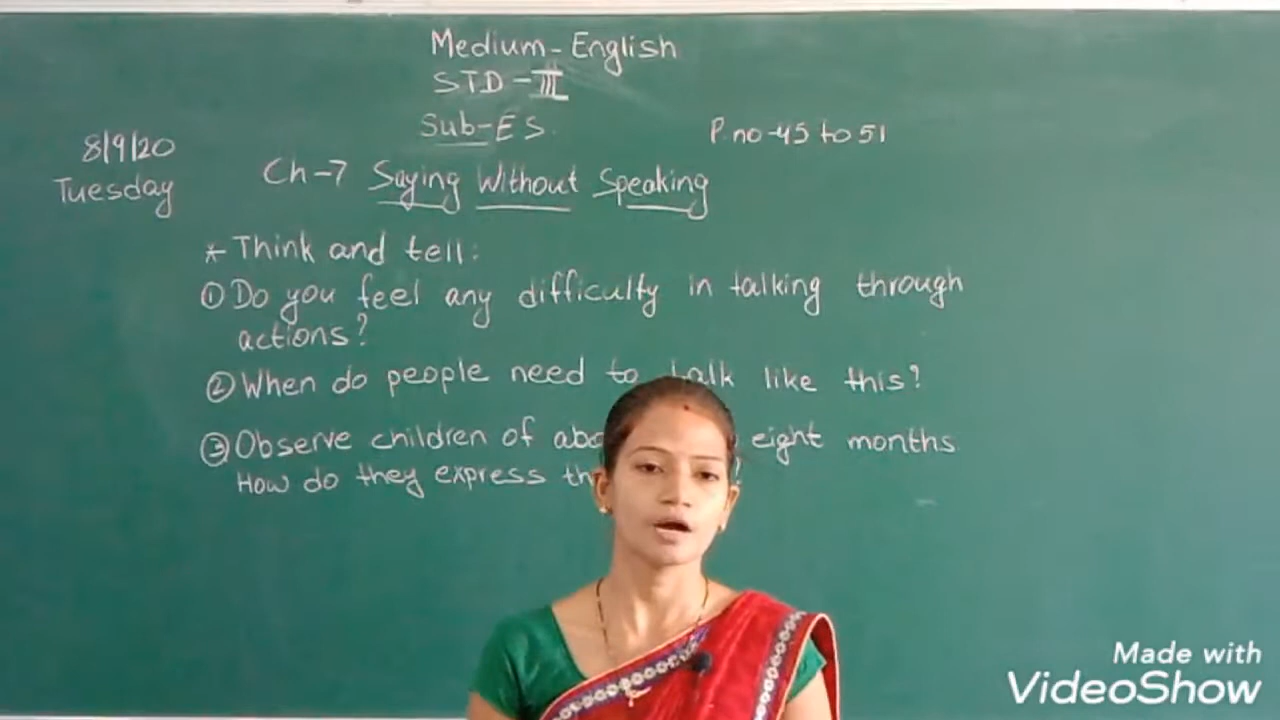 Medium - English
STD - III
Sub - ES.
P. no - 45 to 51
8/9/20
Tuesday
Ch-7 Saying Without Speaking
* Think and tell:
① Do you feel any difficulty in talking through
actions?
② When do people need to talk like this?
③ Observe children of eight months
How do they express
Made with
VideoShow